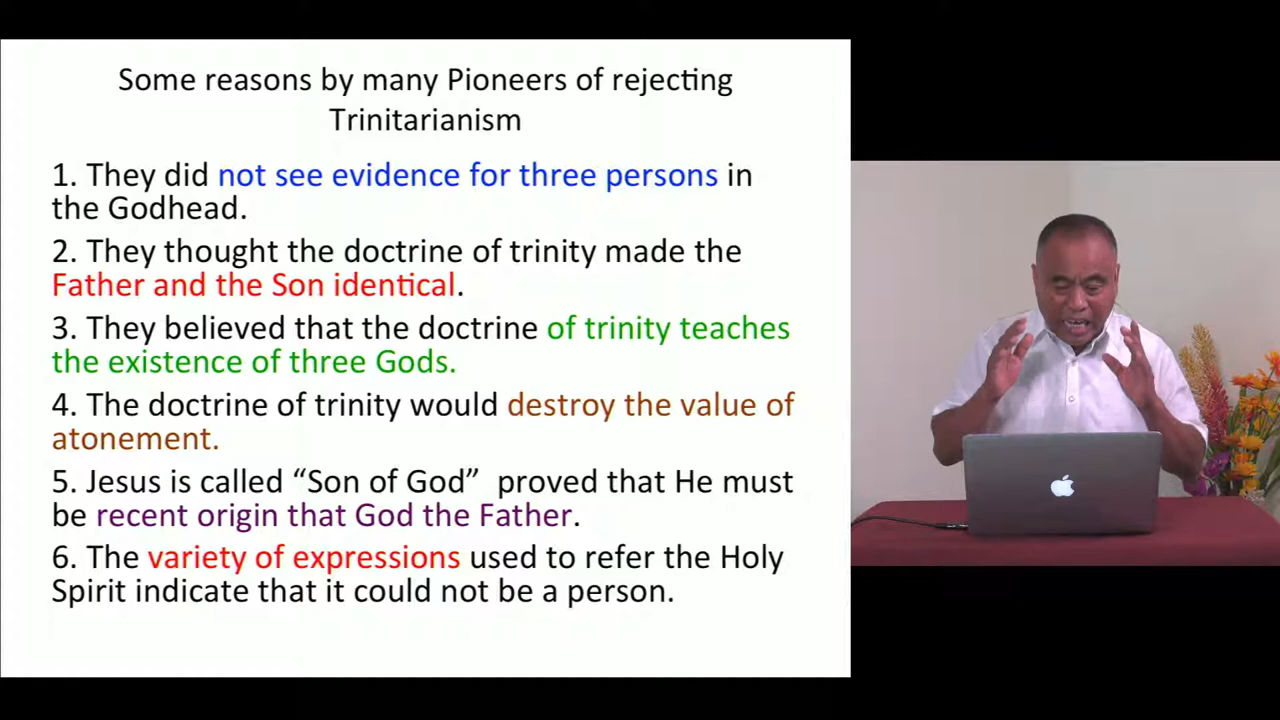 Some reasons by many Pioneers of rejecting
Trinitarianism
1. They did not see evidence for three persons in
the Godhead.
2. They thought the doctrine of trinity made the
Father and the Son identical.
3. They believed that the doctrine of trinity teaches
the existence of three Gods.
4. The doctrine of trinity would destroy the value of
atonement.
5. Jesus is called “Son of God”  proved that He must
be recent origin that God the Father.
6. The variety of expressions used to refer the Holy
Spirit indicate that it could not be a person.